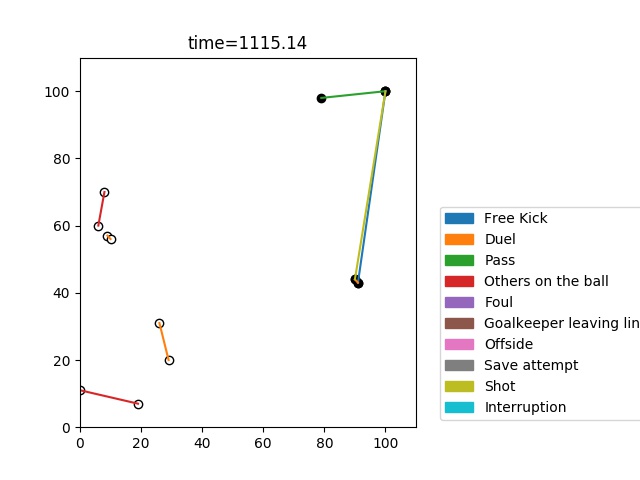 time=1115.14
100
80
60
40
20
0
0 20 40 60 80 100
Free Kick
Duel
Pass
Others on the ball
Foul
Goalkeeper leaving lin
Offside
Save attempt
Shot
Interruption